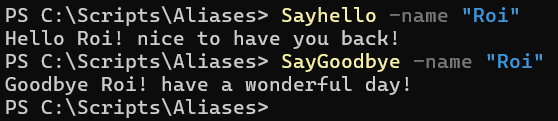 PS C:\Scripts\Aliases> Sayhello -name "Roi"
Hello Roi! nice to have you back!
PS C:\Scripts\Aliases> SayGoodbye -name "Roi"
Goodbye Roi! have a wonderful day!
PS C:\Scripts\Aliases>